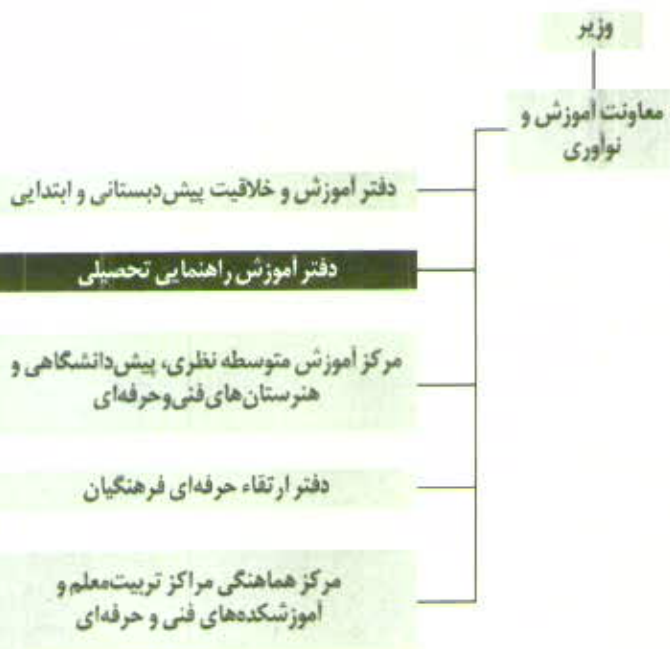 وزیر
معاونت آموزش و
نوآوری
دفتر آموزش و خلاقیت پیش‌دبستانی و ابتدایی
دفتر آموزش راهنمایی تحصیلی
مرکز آموزش متوسطه نظری، پیش‌دانشگاهی و
هنرستان‌های فنی‌وحرفه‌ای
دفتر ارتقاء حرفه‌ای فرهنگیان
مرکز هماهنگی مراکز تربیت‌معلم و
آموزشکده‌های فنی و حرفه‌ای